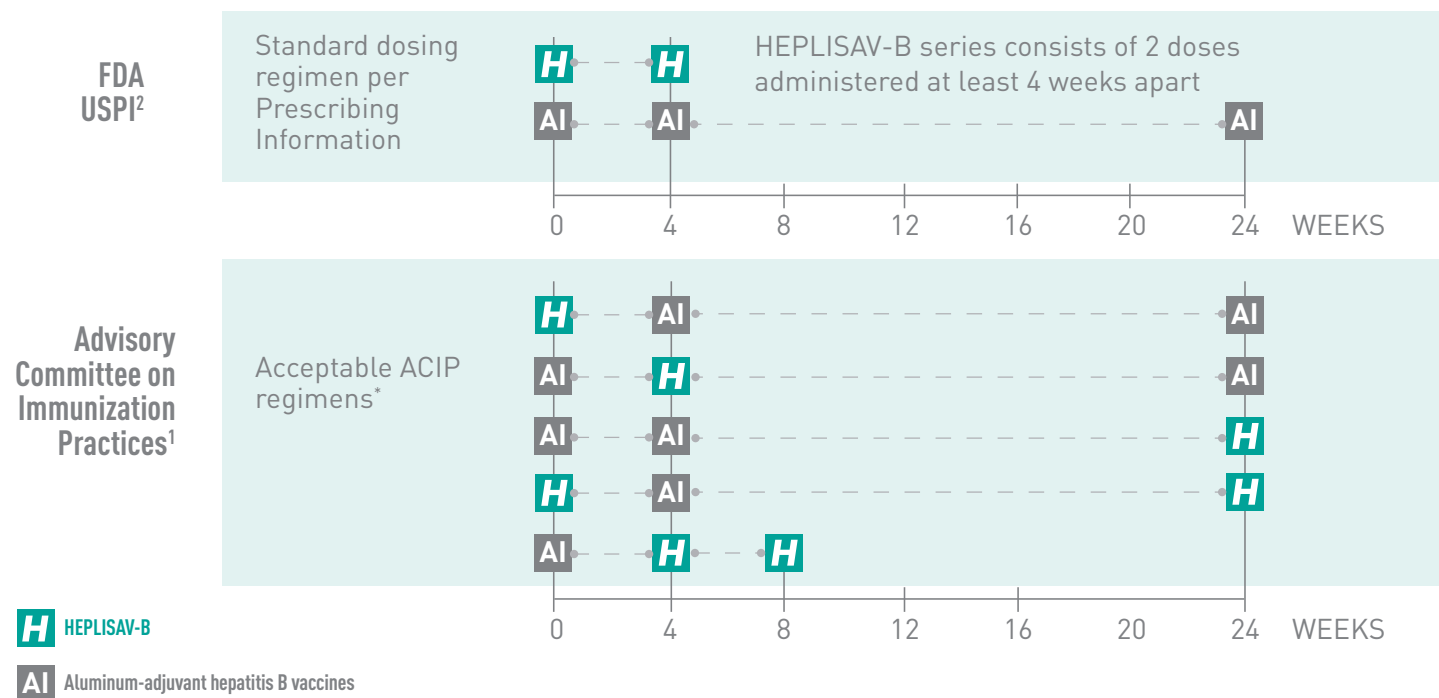 FDA
USPI2
Standard dosing
regimen per
Prescribing
Information
HEPLISAV-B series consists of 2 doses
administered at least 4 weeks apart
H H
AI AI AI
0 4 8 12 16 20 24 WEEKS
Advisory
Committee on
Immunization
Practices1
Acceptable ACIP
regimens*
H AI AI
AI H AI
AI AI H
H AI H
AI H H
0 4 8 12 16 20 24 WEEKS
H HEPLISAV-B
AI Aluminum-adjuvant hepatitis B vaccines